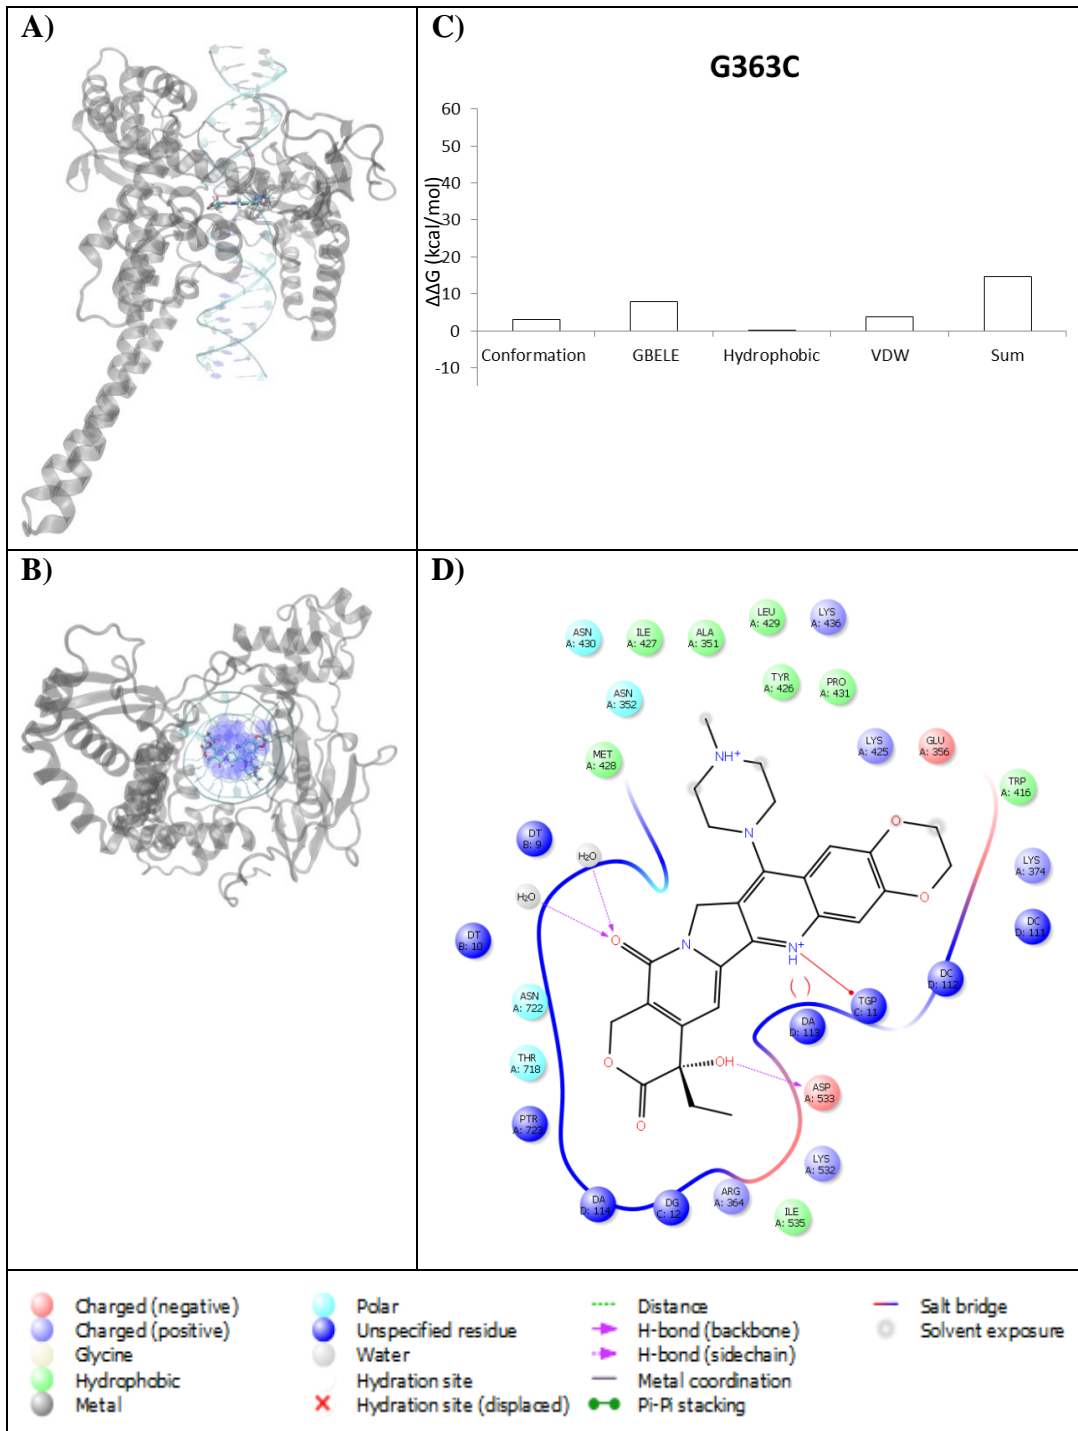 A)
C)
G363C
ΔΔG (kcal/mol)
60
50
40
30
20
10
0
-10
Conformation GBELE Hydrophobic VDW Sum
B)
D)
ASN
A: 430
ILE
A: 427
ALA
A: 351
LEU
A: 429
LYS
A: 436
ASN
A: 352
TYR
A: 426
PRO
A: 431
MET
A: 428
LYS
A: 425
GLU
A: 356
TRP
A: 416
NH+
N
O
O
DT
B: 9
H₂O
H₂O
LYS
A: 374
DC
D: 111
DT
B: 10
O
N
N+
H
( )
DC
D: 112
TGP
C: 11
DA
D: 113
ASN
A: 722
THR
A: 718
O
OH
O
ASP
A: 533
PTR
A: 723
LYS
A: 532
DA
D: 114
DG
C: 12
ARG
A: 364
ILE
A: 535
Charged (negative)
Charged (positive)
Glycine
Hydrophobic
Metal
Polar
Unspecified residue
Water
Hydration site
Hydration site (displaced)
Distance
H-bond (backbone)
H-bond (sidechain)
Metal coordination
Pi-Pi stacking
Salt bridge
Solvent exposure